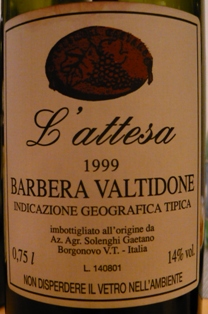 L'attesa
1999
BARBERA VALTIDONE
INDICAZIONE GEOGRAFICA TIPICA
imbottigliato all'origine da
0,75 l
Az. Agr. Solenghi Gaetano
14% vol.
Borgonovo V.T. - Italia
L. 140801
NON DISPERDERE IL VETRO NELL'AMBIENTE